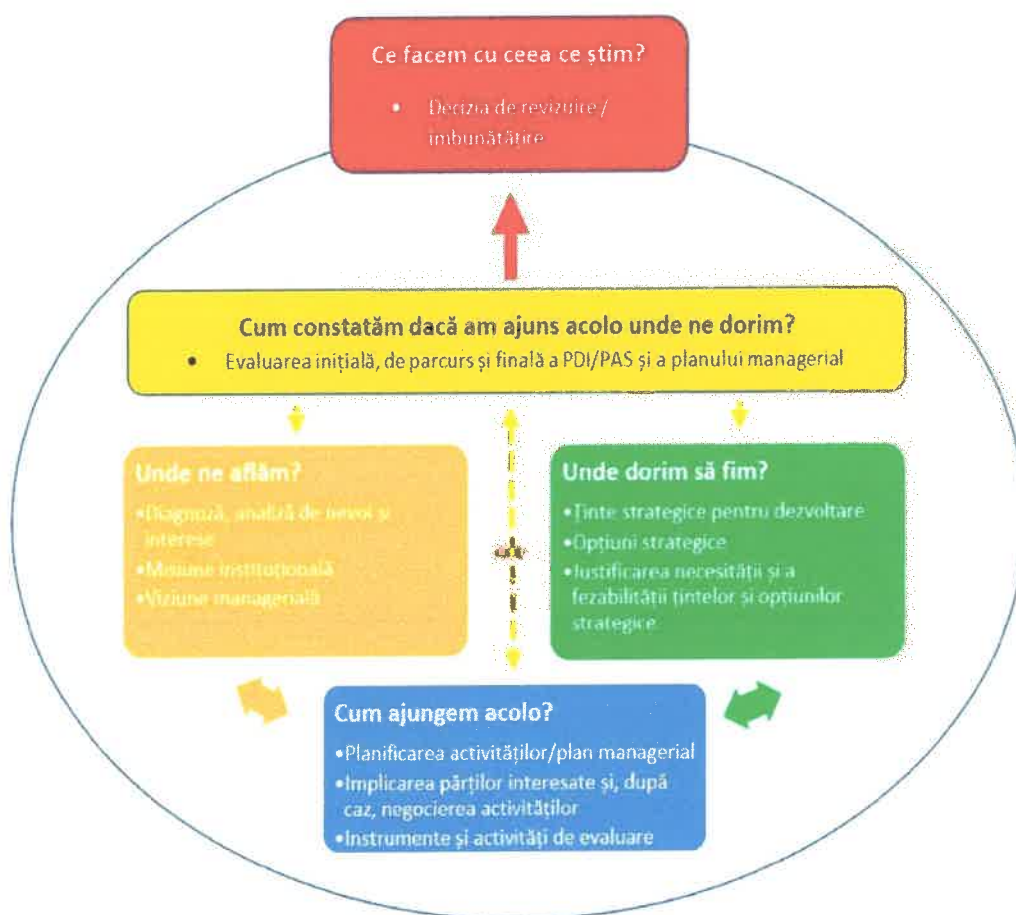 Ce facem cu ceea ce știm?
• Decizia de revizuire /
îmbunătățire
Cum constatăm dacă am ajuns acolo unde ne dorim?
• Evaluarea inițială, de parcurs și finală a PDI/PAS și a planului managerial
Unde ne aflăm?
•Diagnoză, analiză de nevoi și
interese
•Misiune instituțională
•Viziune managerială
Unde dorim să fim?
•Ținte strategice pentru dezvoltare
•Opțiuni strategice
•Justificarea necesității și a
fezabilității țintelor și opțiunilor
strategice
Cum ajungem acolo?
•Planificarea activităților/plan managerial
•Implicarea părților interesate și, după
caz, negocierea activităților
•Instrumente și activități de evaluare